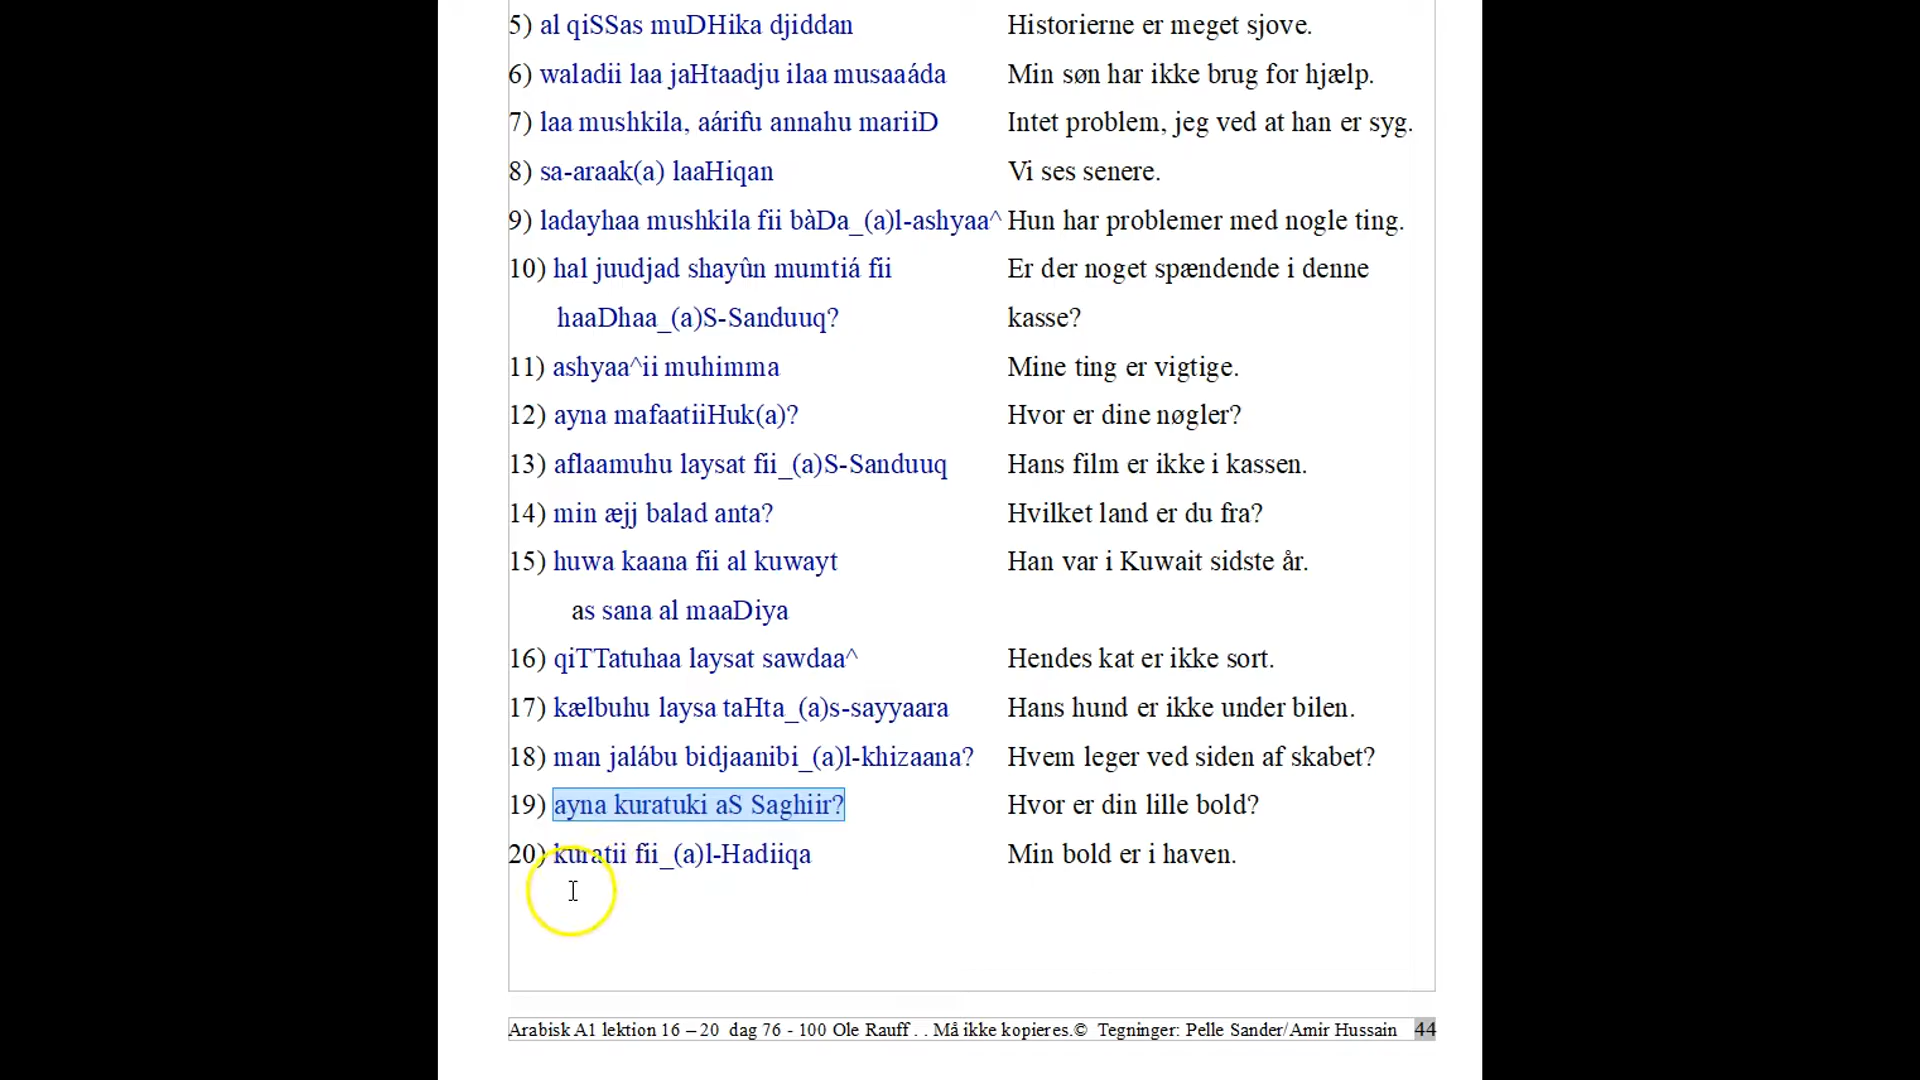 5) al qiSSas muDHika djiddan Historierne er meget sjove.
6) waladii laa jaHtaadju ilaa musaaáda Min søn har ikke brug for hjælp.
7) laa mushkila, aárifu annahu mariiD Intet problem, jeg ved at han er syg.
8) sa-araak(a) laaHiqan Vi ses senere.
9) ladayhaa mushkila fii bàDa_(a)l-ashyaa^ Hun har problemer med nogle ting.
10) hal juudjad shayûn mumtiá fii Er der noget spændende i denne
haaDhaa_(a)S-Sanduuq? kasse?
11) ashyaa^ii muhimma Mine ting er vigtige.
12) ayna mafaatiiHuk(a)? Hvor er dine nøgler?
13) aflaamuhu laysat fii_(a)S-Sanduuq Hans film er ikke i kassen.
14) min æjj balad anta? Hvilket land er du fra?
15) huwa kaana fii al kuwayt Han var i Kuwait sidste år.
as sana al maaDiya
16) qiTTatuhaa laysat sawdaa^ Hendes kat er ikke sort.
17) kælbuhu laysa taHta_(a)s-sayyaara Hans hund er ikke under bilen.
18) man jalábu bidjaanibi_(a)l-khizaana? Hvem leger ved siden af skabet?
19) ayna kuratuki aS Saghiir? Hvor er din lille bold?
20) kuratii fii_(a)l-Hadiiqa Min bold er i haven.
Arabisk A1 lektion 16 – 20 dag 76 - 100 Ole Rauff . . Må ikke kopieres.© Tegninger: Pelle Sander/Amir Hussain 44